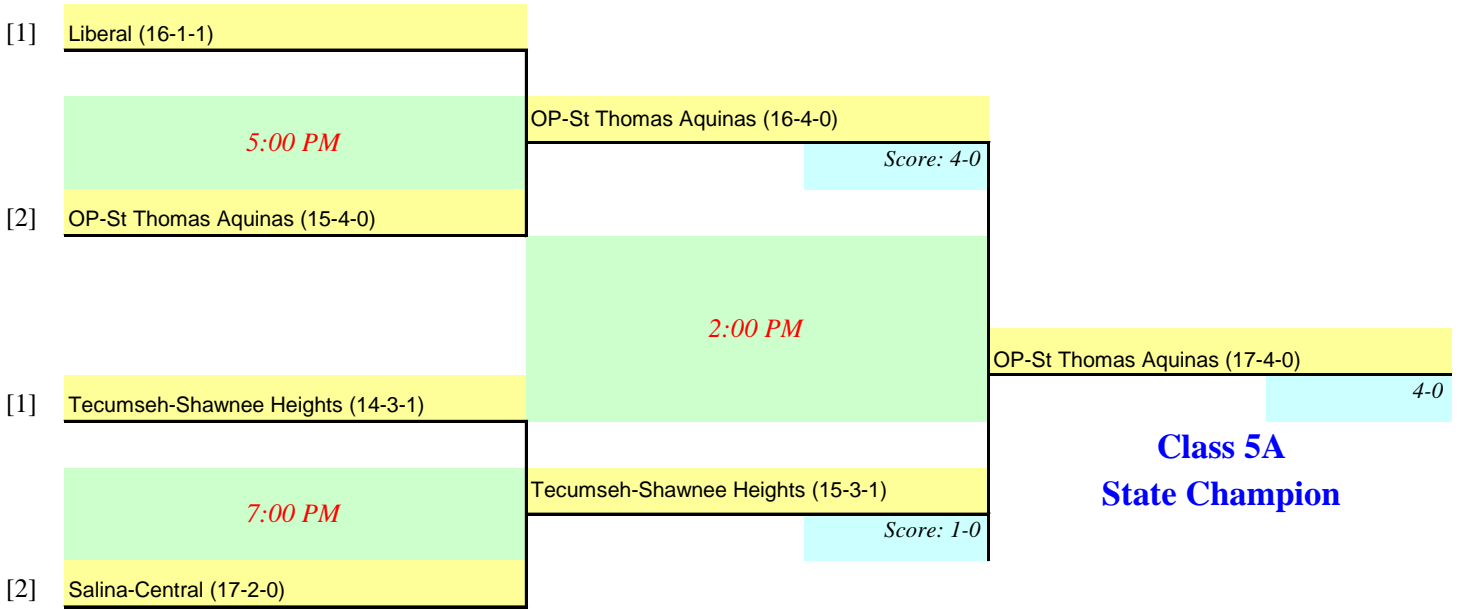 [1] Liberal (16-1-1)
5:00 PM
OP-St Thomas Aquinas (16-4-0)
Score: 4-0
[2] OP-St Thomas Aquinas (15-4-0)
2:00 PM
OP-St Thomas Aquinas (17-4-0)
4-0
[1] Tecumseh-Shawnee Heights (14-3-1)
Class 5A
State Champion
7:00 PM
Tecumseh-Shawnee Heights (15-3-1)
Score: 1-0
[2] Salina-Central (17-2-0)